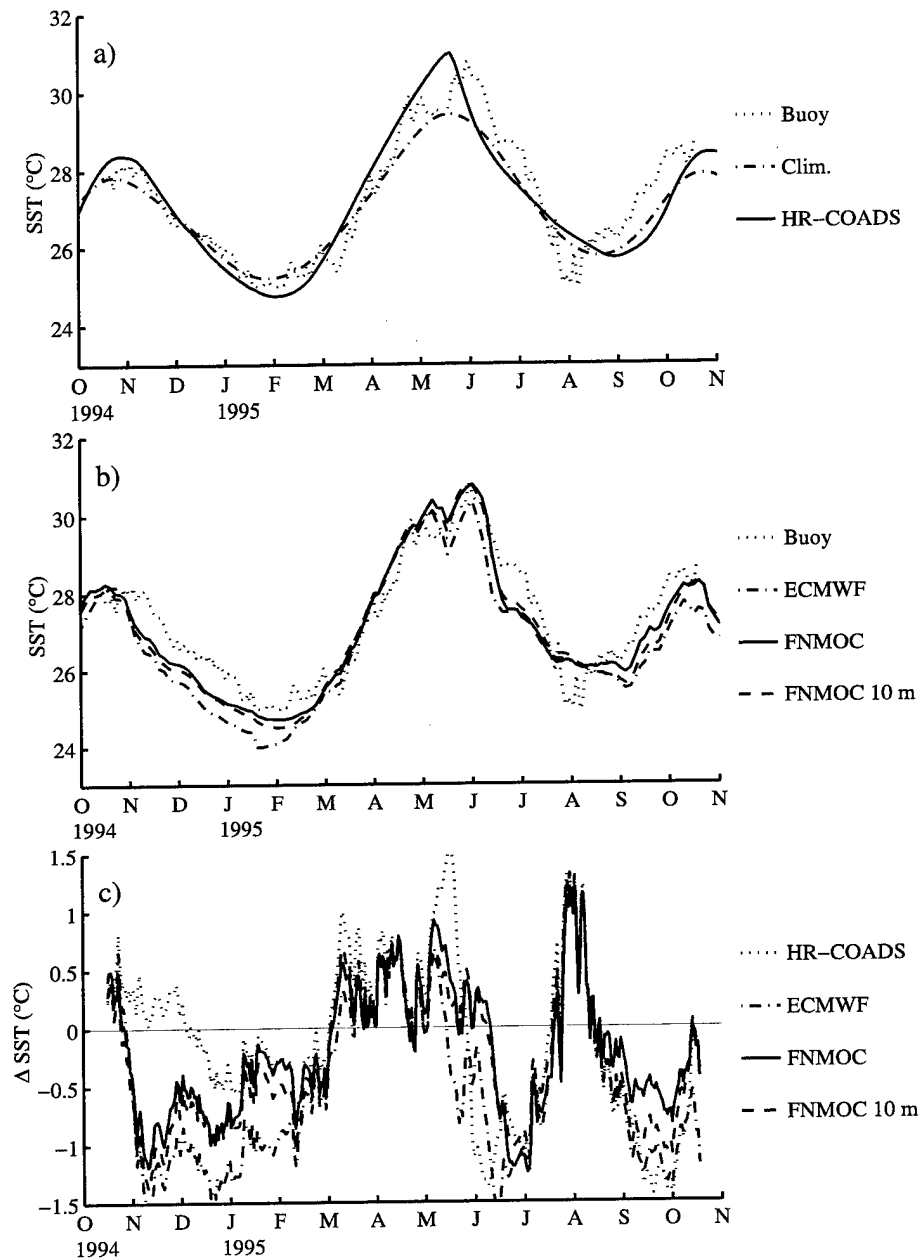 a)
SST (°C)
32
30
28
26
24
O N D J F M A M J J A S O N
1994 1995
Buoy
Clim.
HR–COADS
b)
SST (°C)
32
30
28
26
24
O N D J F M A M J J A S O N
1994 1995
Buoy
ECMWF
FNMOC
FNMOC 10 m
c)
Δ SST (°C)
1.5
1
0.5
0
−0.5
−1
−1.5
O N D J F M A M J J A S O N
1994 1995
HR–COADS
ECMWF
FNMOC
FNMOC 10 m